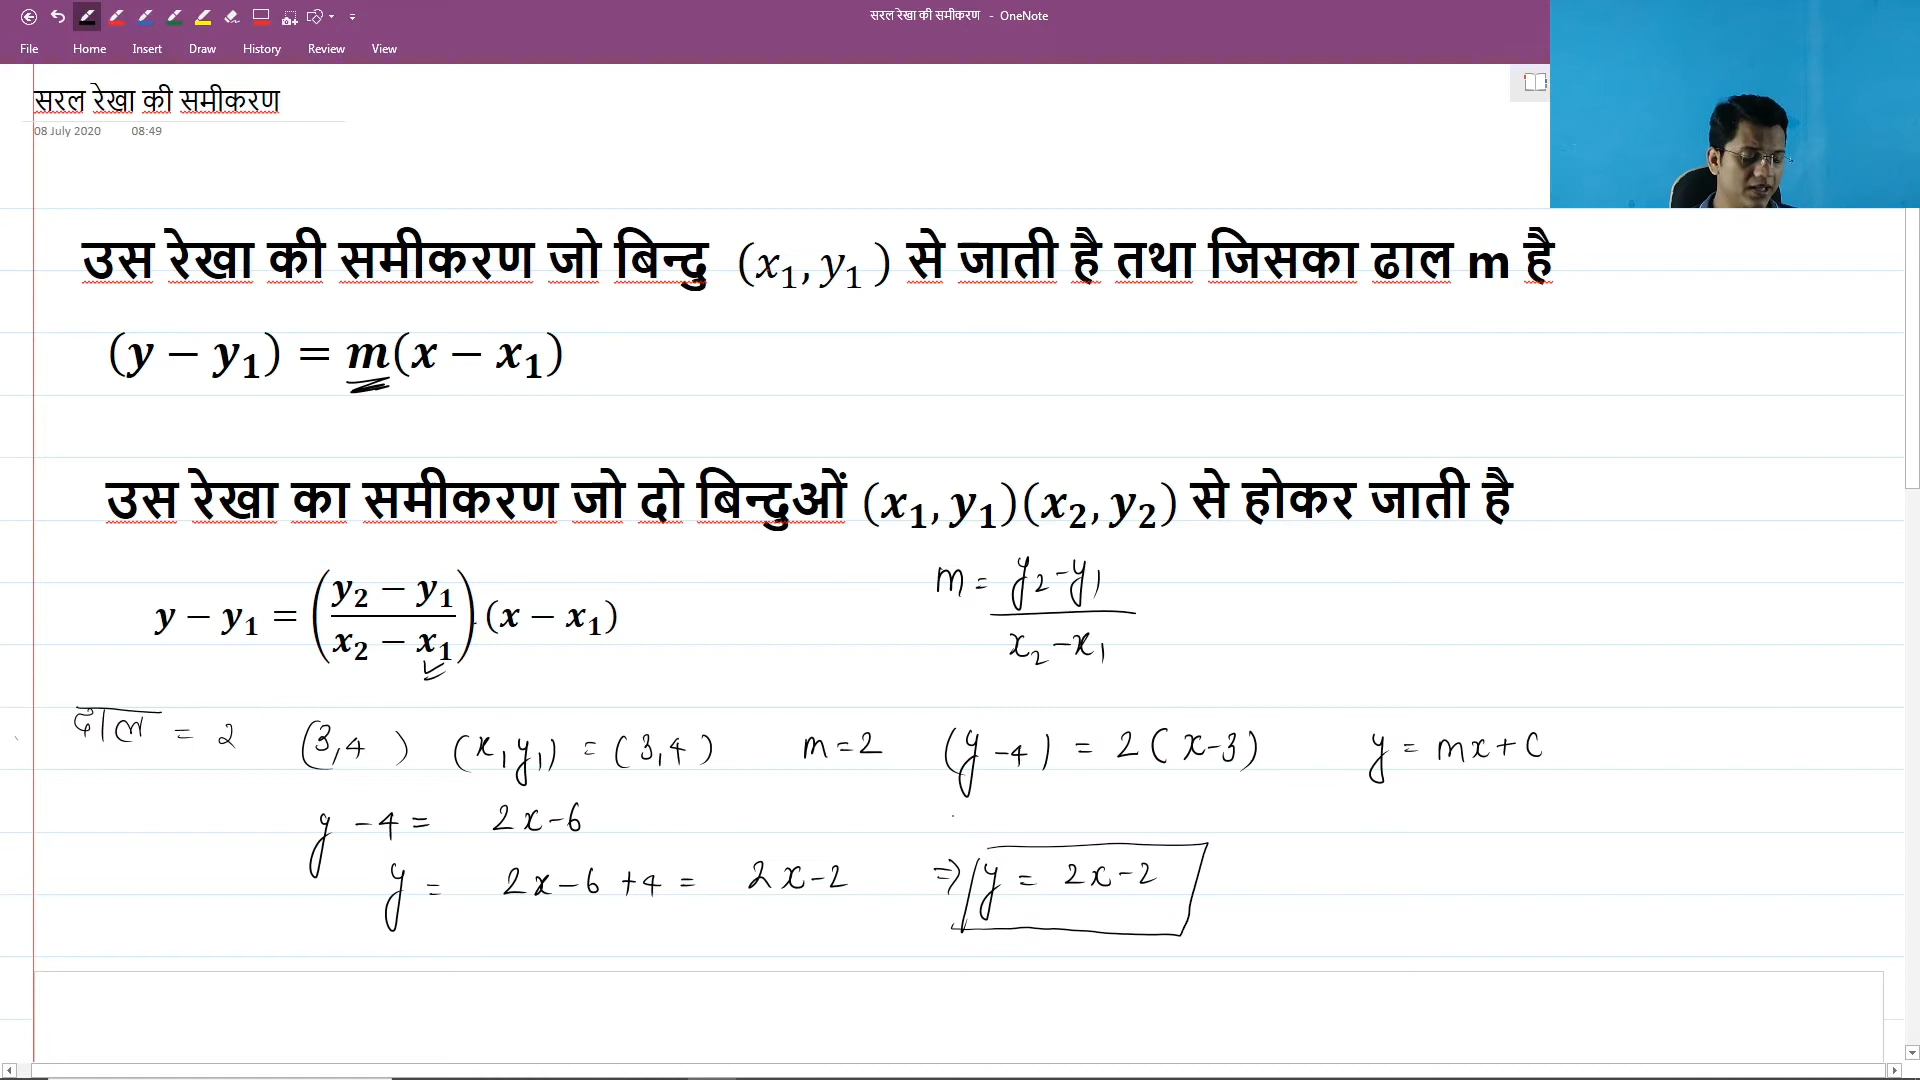 सरल रेखा की समीकरण - OneNote
File Home Insert Draw History Review View
सरल रेखा की समीकरण
08 July 2020 08:49
उस रेखा की समीकरण जो बिन्दु (x₁, y₁ ) से जाती है तथा जिसका ढाल m है
(y − y₁) = m(x − x₁)
उस रेखा का समीकरण जो दो बिन्दुओं (x₁, y₁)(x₂, y₂) से होकर जाती है
y − y₁ = ((y₂ − y₁)/(x₂ − x₁)) (x − x₁) m = (y₂-y₁)/(x₂-x₁)
ढाल = 2 (3,4) (x₁y₁) = (3,4) m=2 (y-4) = 2(x-3) y = mx+c
y-4 = 2x-6
y = 2x-6+4 = 2x-2 ⇒ y = 2x-2